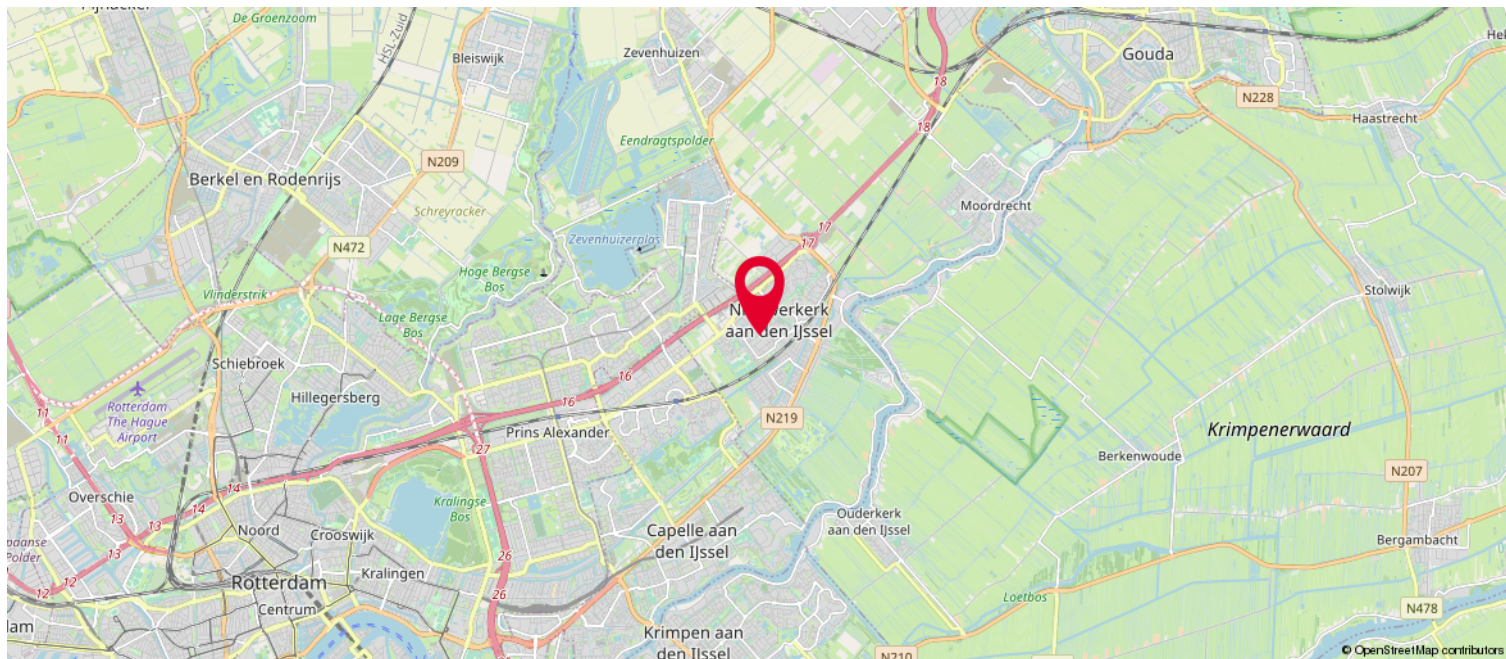 De Groenzoom
HSL-Zuid
Bleiswijk
Zevenhuizen
18
Gouda
N228
Haastrecht
18
Eendragtspolder
N209
Berkel en Rodenrijs
Schreyracker
Moordrecht
17
17
Zevenhuizerplas
N472
Hoge Bergse
Bos
Vlinderstrik
Stolwijk
Lage Bergse
Bos
aan den IJssel
Schiebroek
16
16
Hillegersberg
Rotterdam
The Hague
Airport
11
11
N219
Prins Alexander
27
Krimpenerwaard
Berkenwoude
N207
14
14
Overschie
13
13
Kralingse
Bos
Noord
Crooswijk
Capelle aan
den IJssel
Ouderkerk
aan den IJssel
Bergambacht
Polder
26
26
12
12
Kralingen
Rotterdam
Centrum
Loetbos
N478
Krimpen aan
den IJssel
N210
© OpenStreetMap contributors